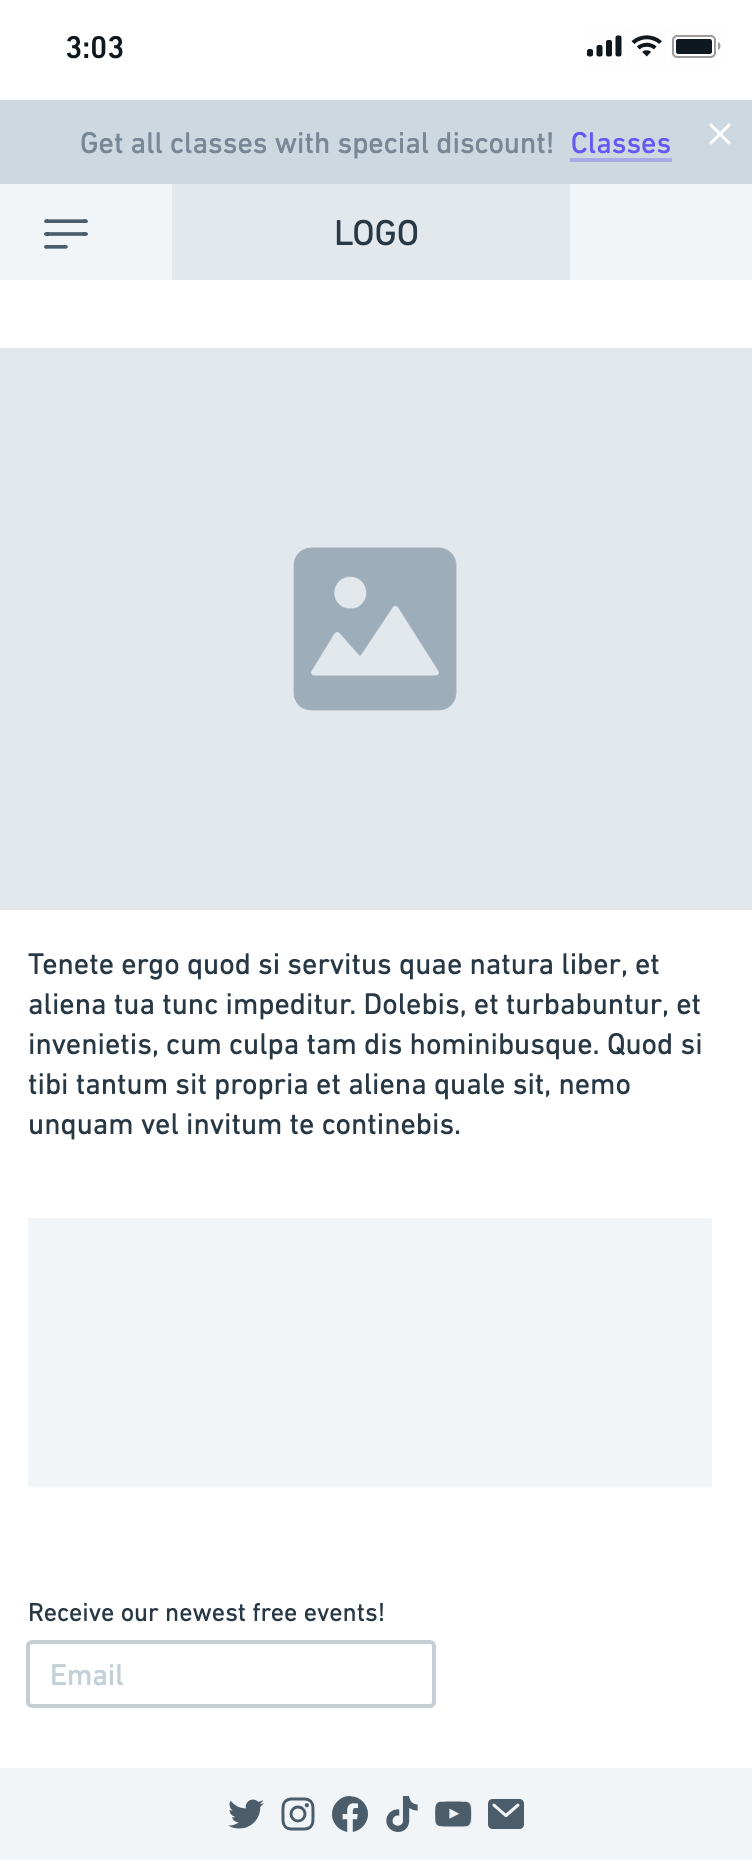 3:03
Get all classes with special discount! Classes
LOGO
Tenete ergo quod si servitus quae natura liber, et
aliena tua tunc impeditur. Dolebis, et turbabuntur, et
invenietis, cum culpa tam dis hominibusque. Quod si
tibi tantum sit propria et aliena quale sit, nemo
unquam vel invitum te continebis.
Receive our newest free events!
Email